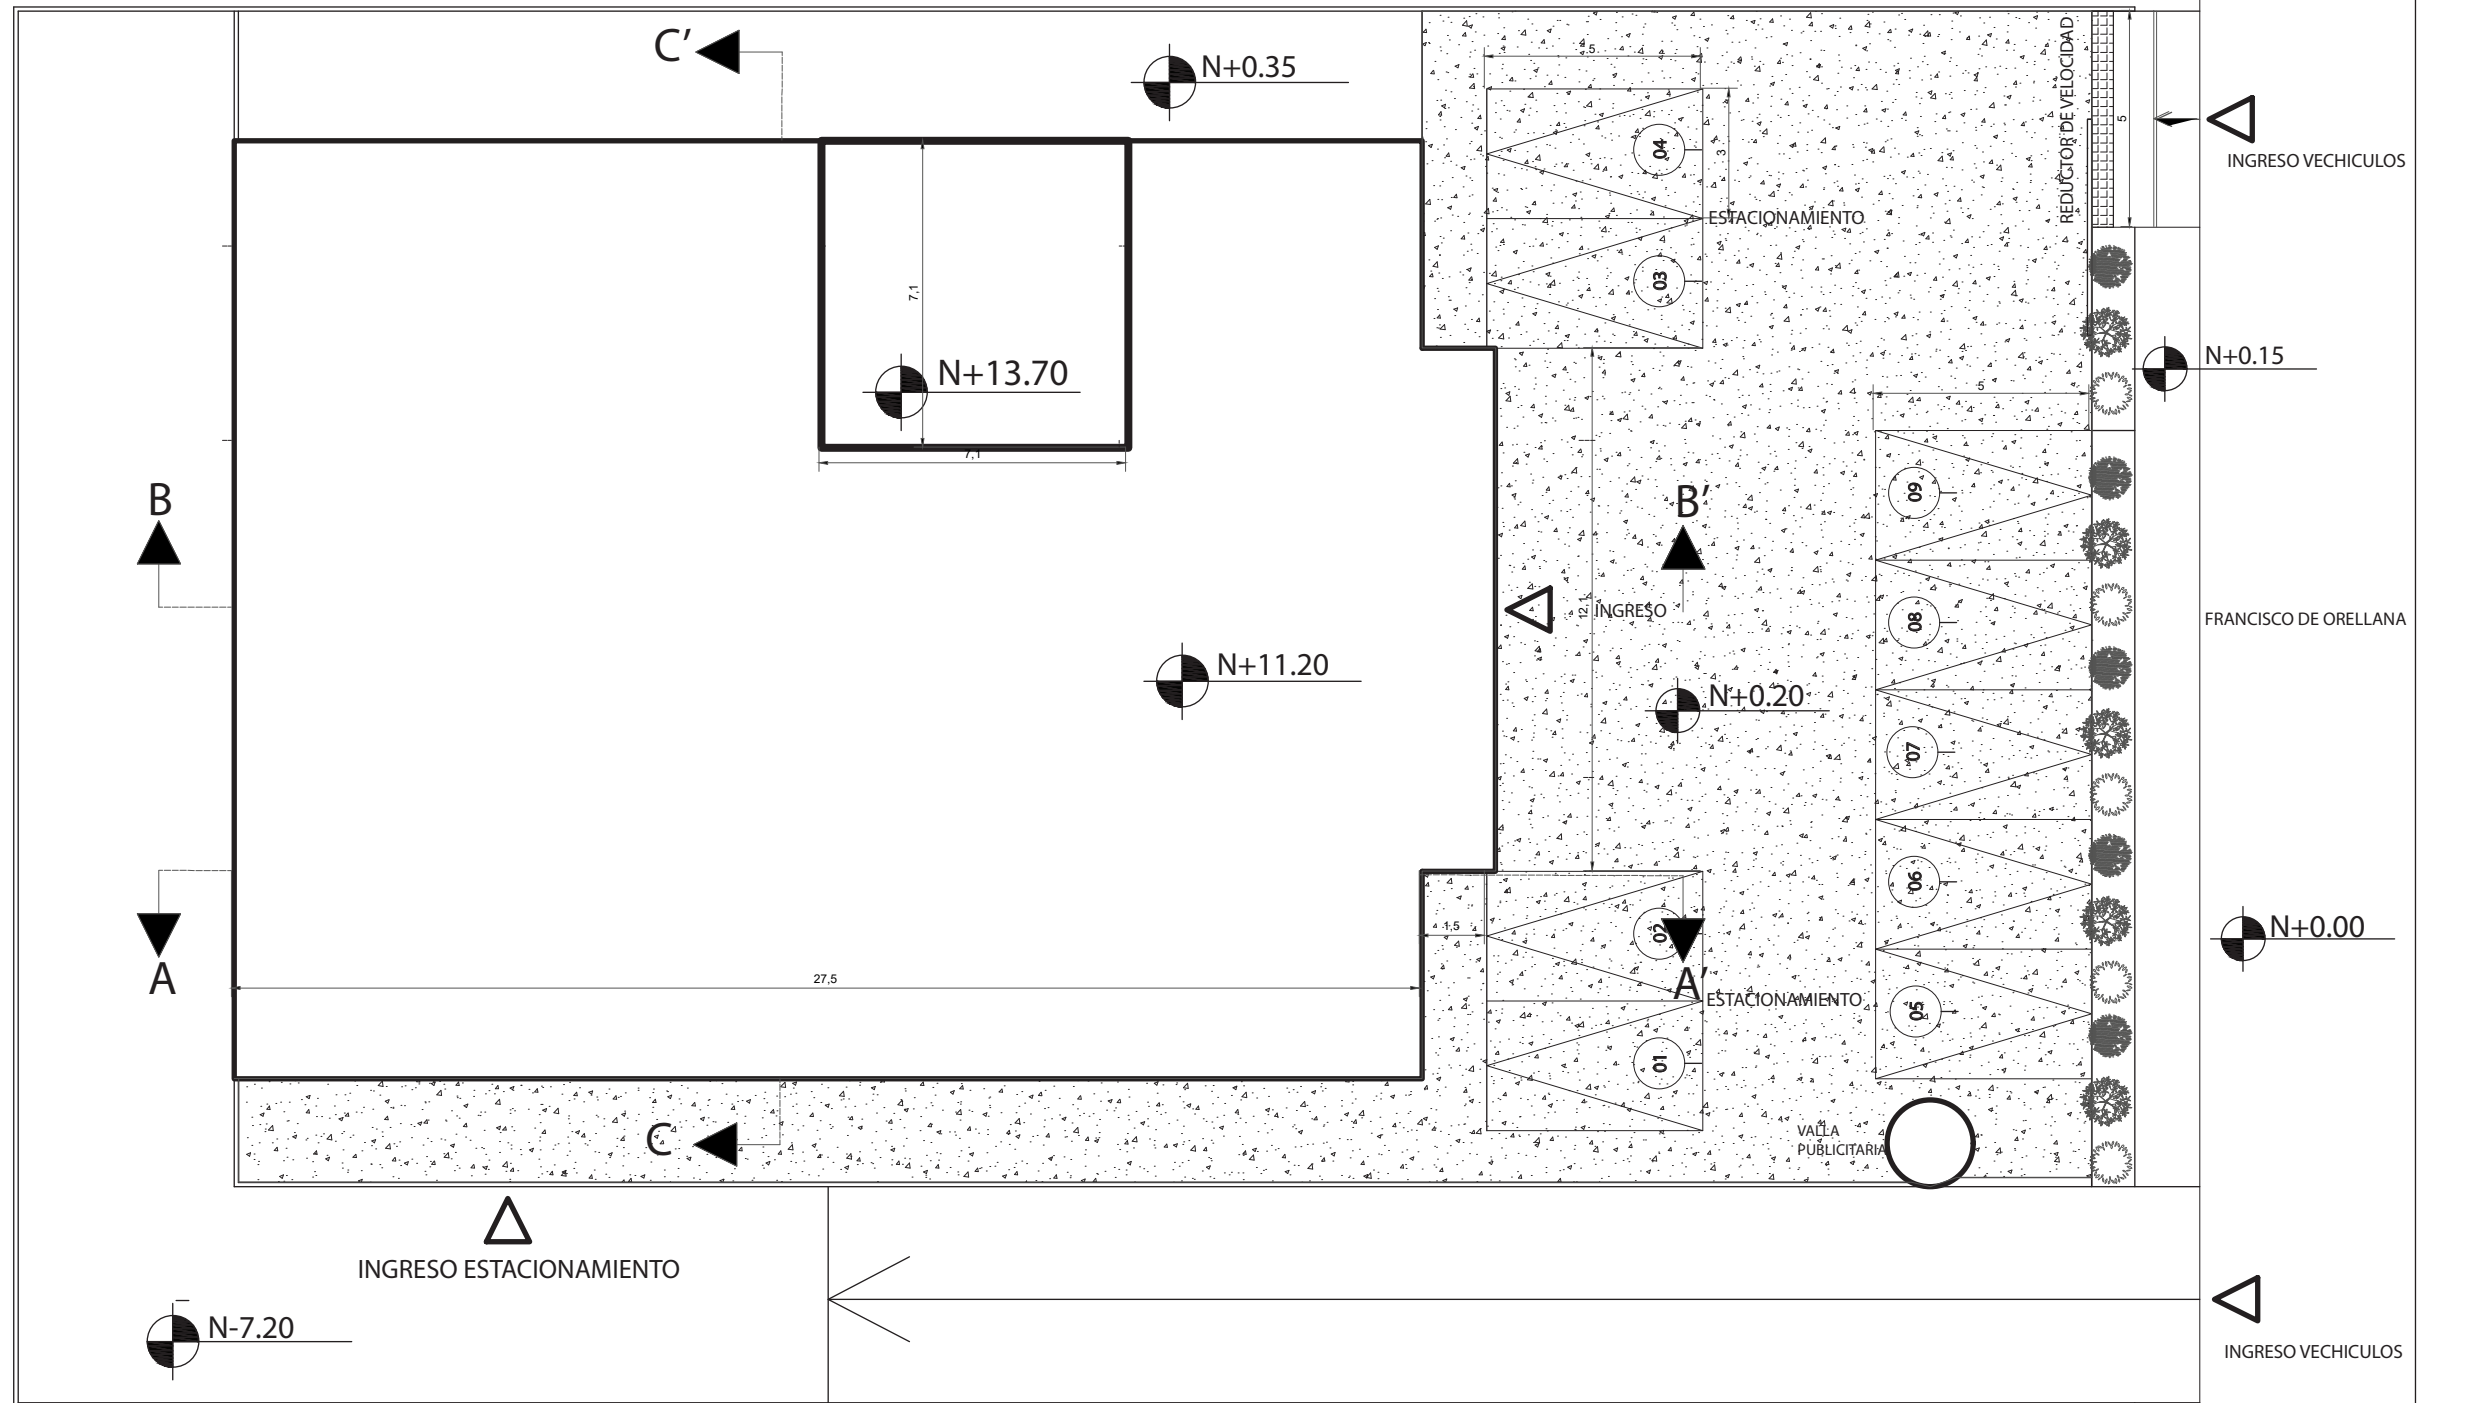 C’
N+0.35
5
REDUCTOR DE VELOCIDAD
5
INGRESO VECHICULOS
04
3
ESTACIONAMIENTO
03
7,1
N+13.70
7,1
N+0.15
5
B
B’
09
12,1
INGRESO
08
FRANCISCO DE ORELLANA
N+11.20
N+0.20
07
06
02
1,5
A
A’
27,5
ESTACIONAMIENTO
05
N+0.00
01
C
VALLA
PUBLICITARIA
INGRESO ESTACIONAMIENTO
N-7.20
INGRESO VECHICULOS